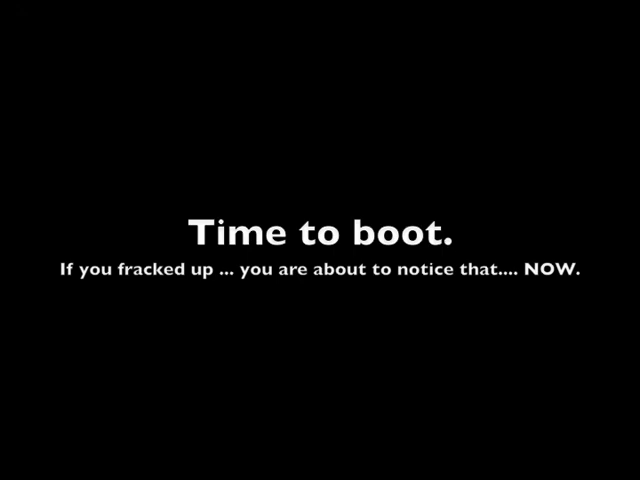 Time to boot.
If you fracked up ... you are about to notice that.... NOW.